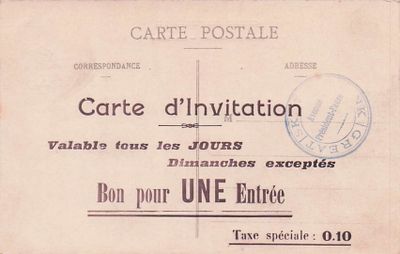 CARTE POSTALE
CORRESPONDANCE
ADRESSE
Carte d'Invitation
M
Valable tous les JOURS
Dimanches exceptés
Bon pour UNE Entrée
Taxe spéciale : 0.10
GREAT